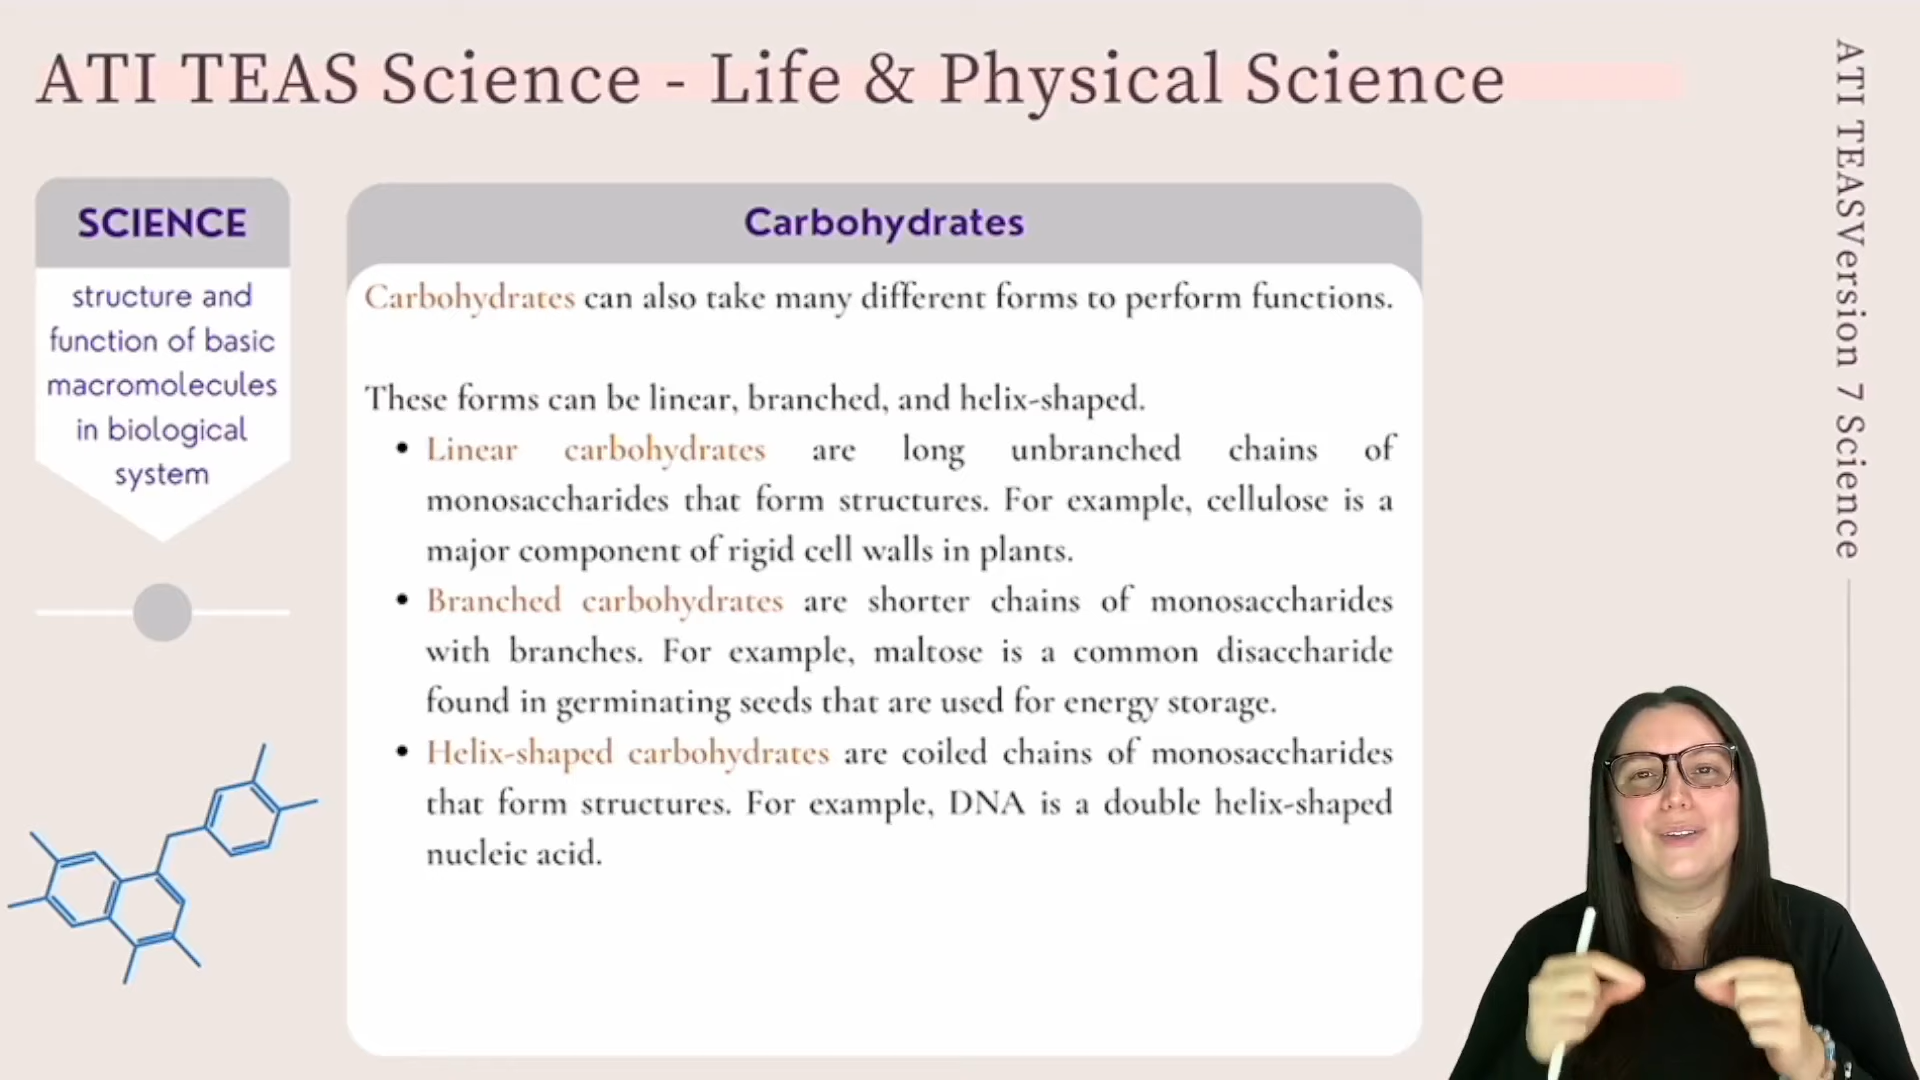 ATI TEAS Science - Life & Physical Science
SCIENCE
structure and
function of basic
macromolecules
in biological
system
Carbohydrates
Carbohydrates can also take many different forms to perform functions.
These forms can be linear, branched, and helix-shaped.
• Linear carbohydrates are long unbranched chains of
monosaccharides that form structures. For example, cellulose is a
major component of rigid cell walls in plants.
• Branched carbohydrates are shorter chains of monosaccharides
with branches. For example, maltose is a common disaccharide
found in germinating seeds that are used for energy storage.
• Helix-shaped carbohydrates are coiled chains of monosaccharides
that form structures. For example, DNA is a double helix-shaped
nucleic acid.
ATI TEASVersion 7 Science